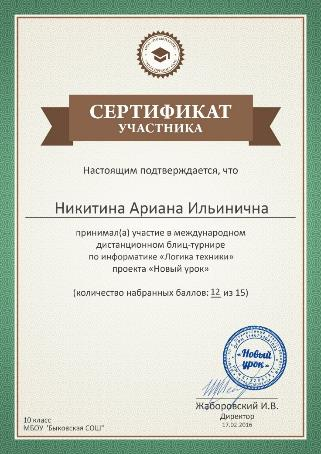 СЕРТИФИКАТ
УЧАСТНИКА
Настоящим подтверждается, что
Никитина Ариана Ильинична
принимал(а) участие в международном
дистанционном блиц-турнире
по информатике «Логика техники»
проекта «Новый урок»
(количество набранных баллов: 12 из 15)
«Новый
урок»
Жаборовский И.В.
Директор
17.02.2016
10 класс
МБОУ "Быковская СОШ"